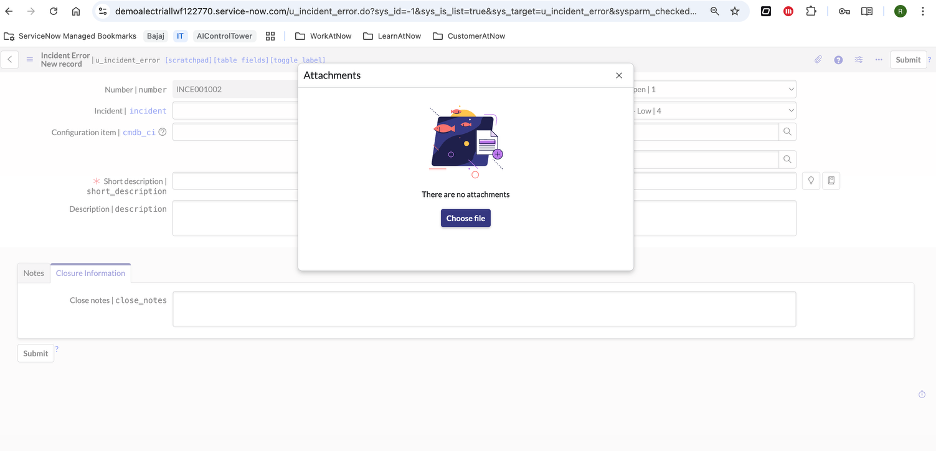 demoalectriallwf122770.service-now.com/u_incident_error.do?sys_id=-1&sys_is_list=true&sys_target=u_incident_error&sysparm_checked...
ServiceNow Managed Bookmarks Bajaj IT AIControlTower WorkAtNow LearnAtNow CustomerAtNow
R
Incident Error
New record
| u_incident_error [scratchpad][table fields][toggle label]
Submit ?
Attachments
Number | number INCE001002
pen | 1
Incident | incident
Low | 4
Configuration item | cndb_ci
There are no attachments
Short description |
short_description
Description | description
Choose file
Notes Closure Information
Close notes | close_notes
Submit ?